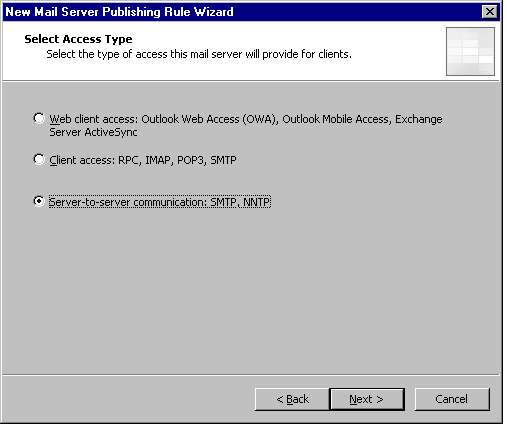 New Mail Server Publishing Rule Wizard
Select Access Type
Select the type of access this mail server will provide for clients.
Web client access: Outlook Web Access (OWA), Outlook Mobile Access, Exchange
Server ActiveSync
Client access: RPC, IMAP, POP3, SMTP
Server-to-server communication: SMTP, NNTP
< Back
Next >
Cancel